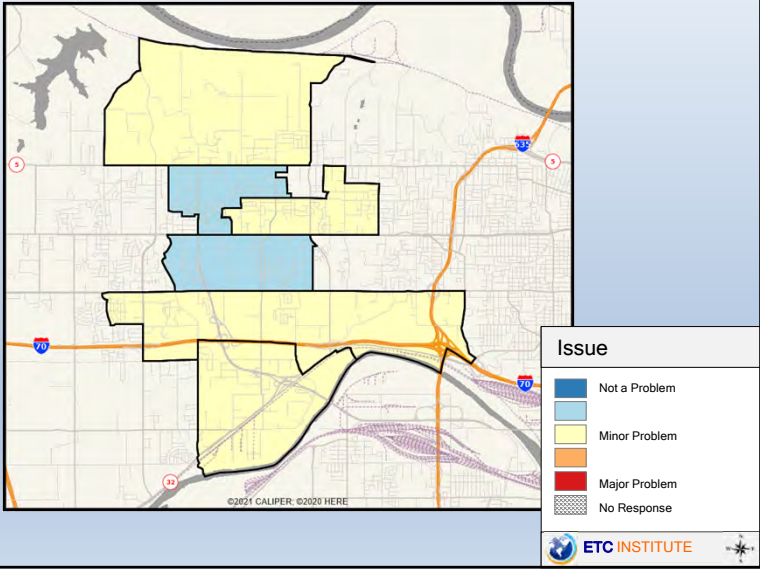 635
5
5
70
70
32
©2021 CALIPER; ©2020 HERE
Issue
Not a Problem
Minor Problem
Major Problem
No Response
ETC INSTITUTE